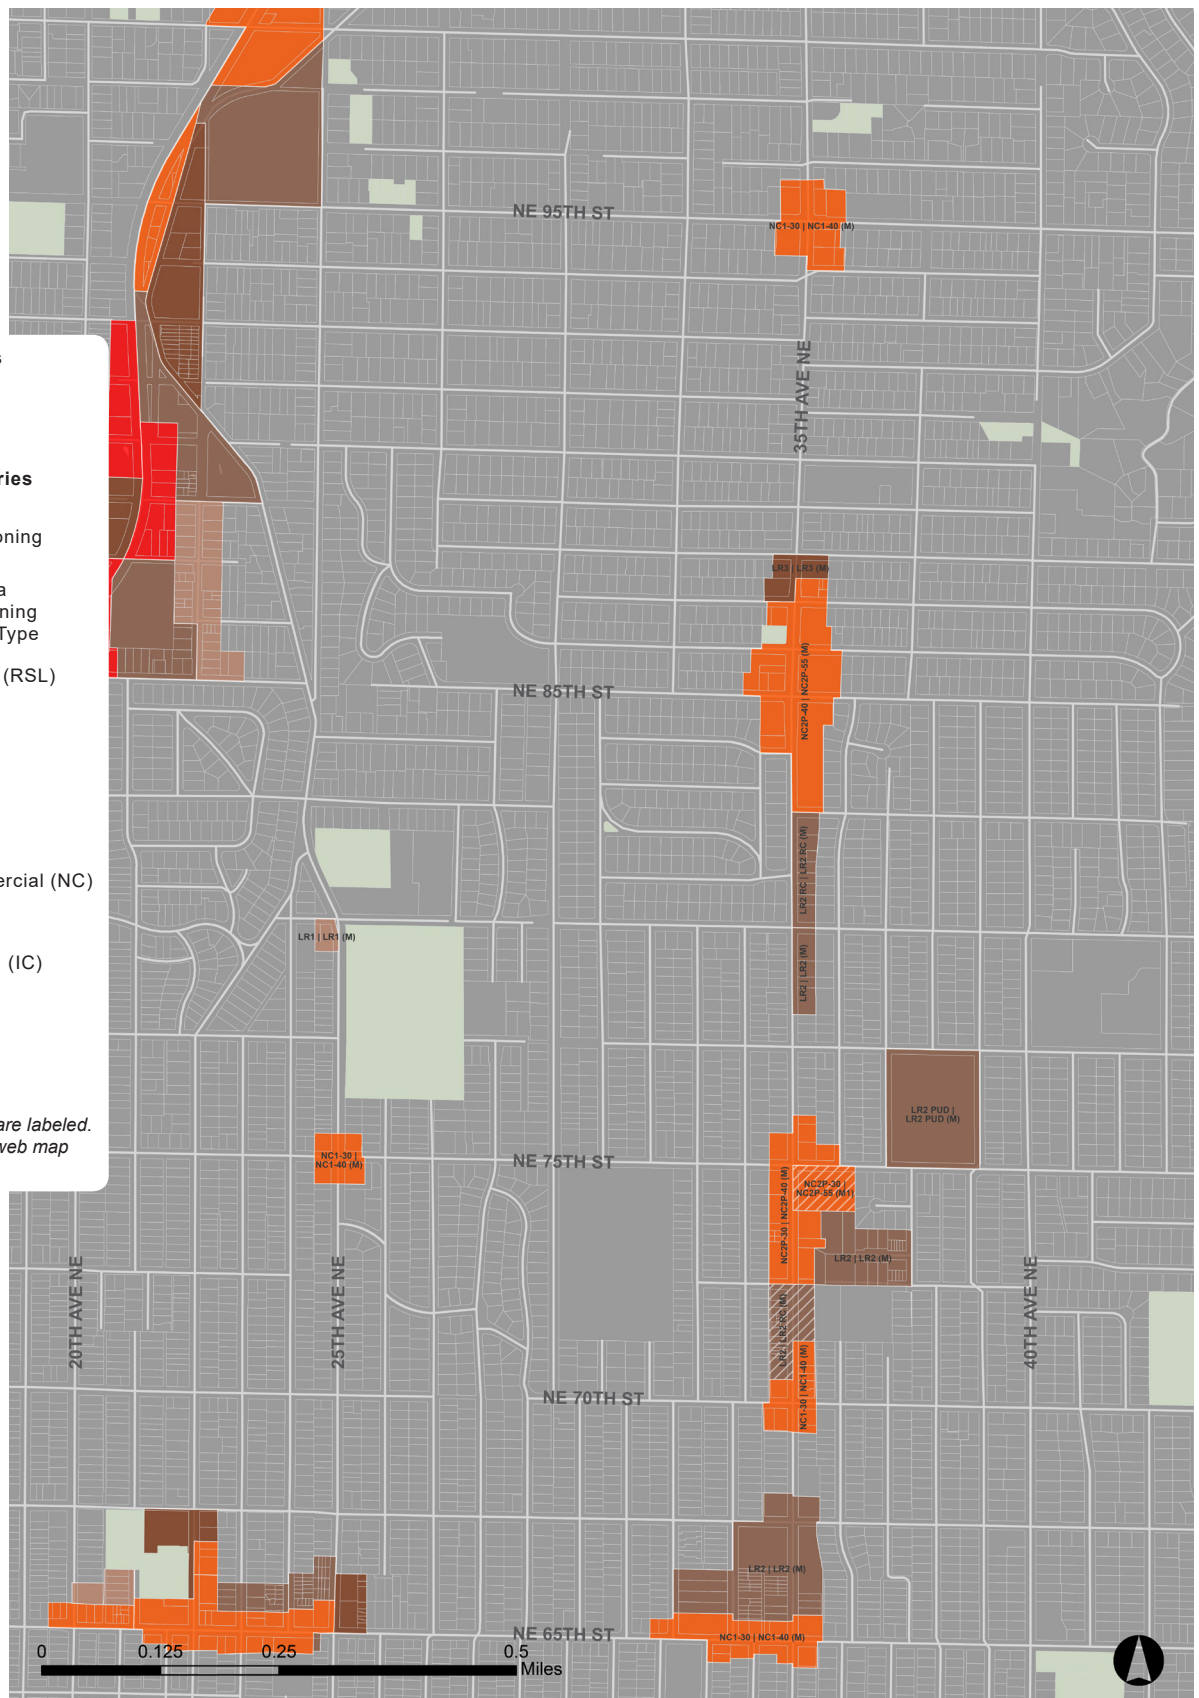 NE 95TH ST
NC1-30 | NC1-40 (M)
35TH AVE NE
s
ries
oning
a
ning
Type
(RSL)
ercial (NC)
(IC)
are labeled.
web map
LR3 | LR3 (M)
NC2P-40 | NC2P-55 (M)
NE 85TH ST
LR2 RC | LR2 RC (M)
LR1 | LR1 (M)
LR2 | LR2 (M)
LR2 PUD |
LR2 PUD (M)
NC1-30 |
NC1-40 (M)
NE 75TH ST
NC2P-30 | NC2P-40 (M)
NC2P-30 |
NC2P-55 (M1)
LR2 | LR2 (M)
20TH AVE NE
25TH AVE NE
40TH AVE NE
LR2 | LR2 RC (M)
NC1-30 | NC1-40 (M)
NE 70TH ST
LR2 | LR2 (M)
NE 65TH ST
NC1-30 | NC1-40 (M)
0 0.125 0.25 0.5
Miles